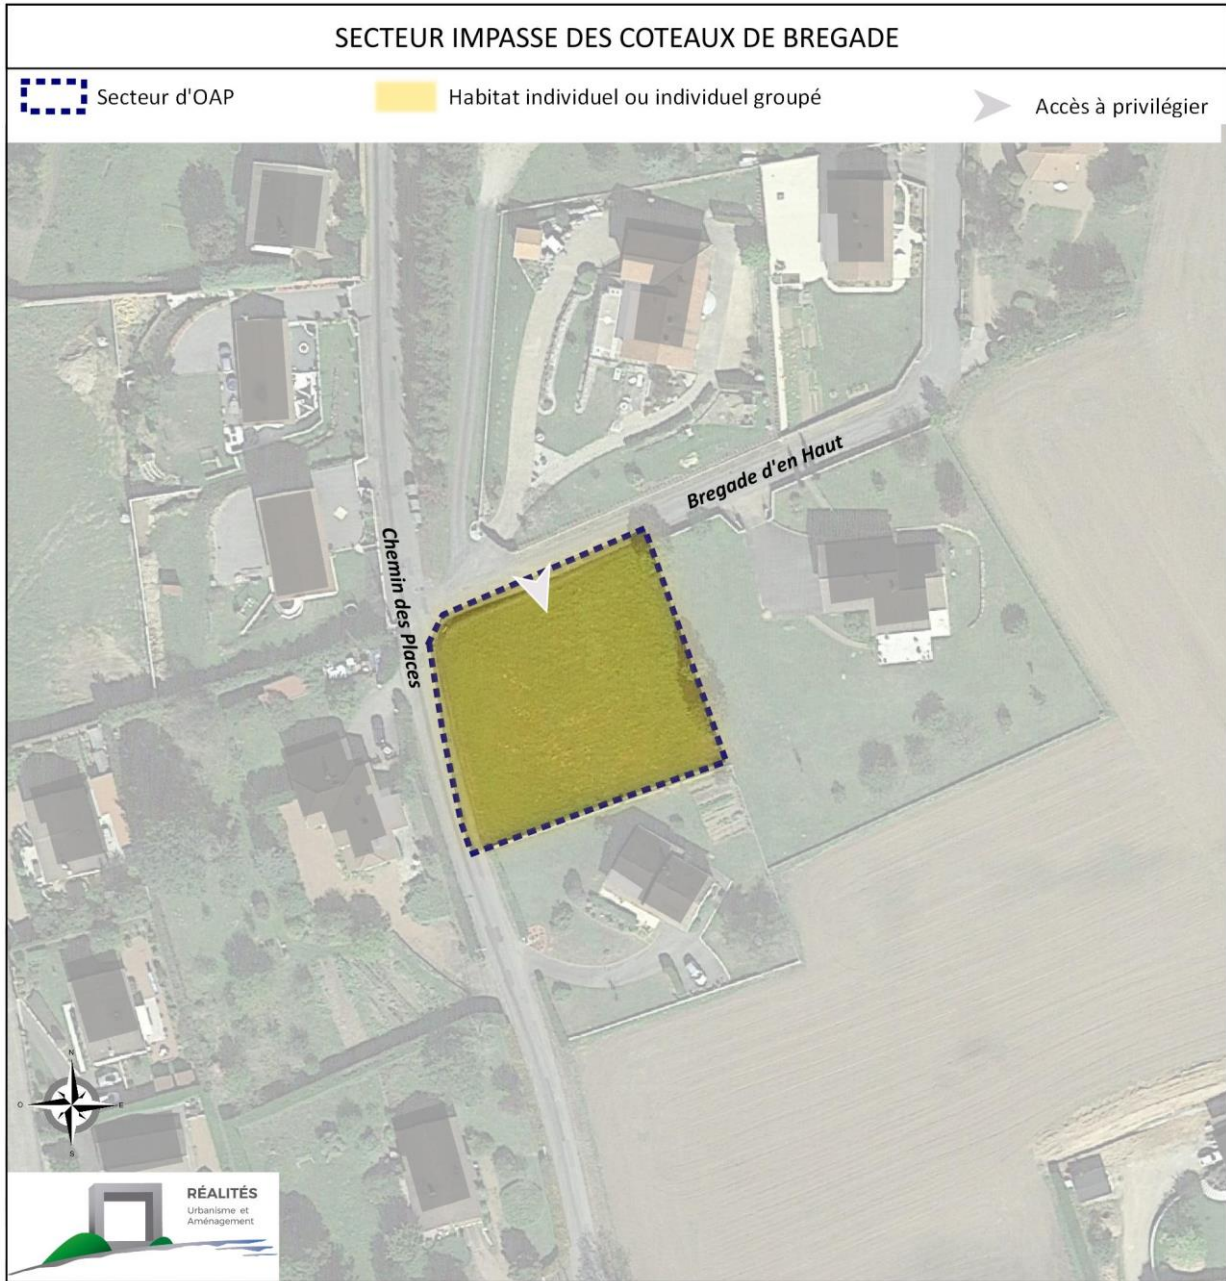 SECTEUR IMPASSE DES COTEAUX DE BREGADE
Secteur d'OAP
Habitat individuel ou individuel groupé
Accès à privilégier
Bregade d'en Haut
Chemin des Places
N
O
E
S
RÉALITÉS
Urbanisme et
Aménagement